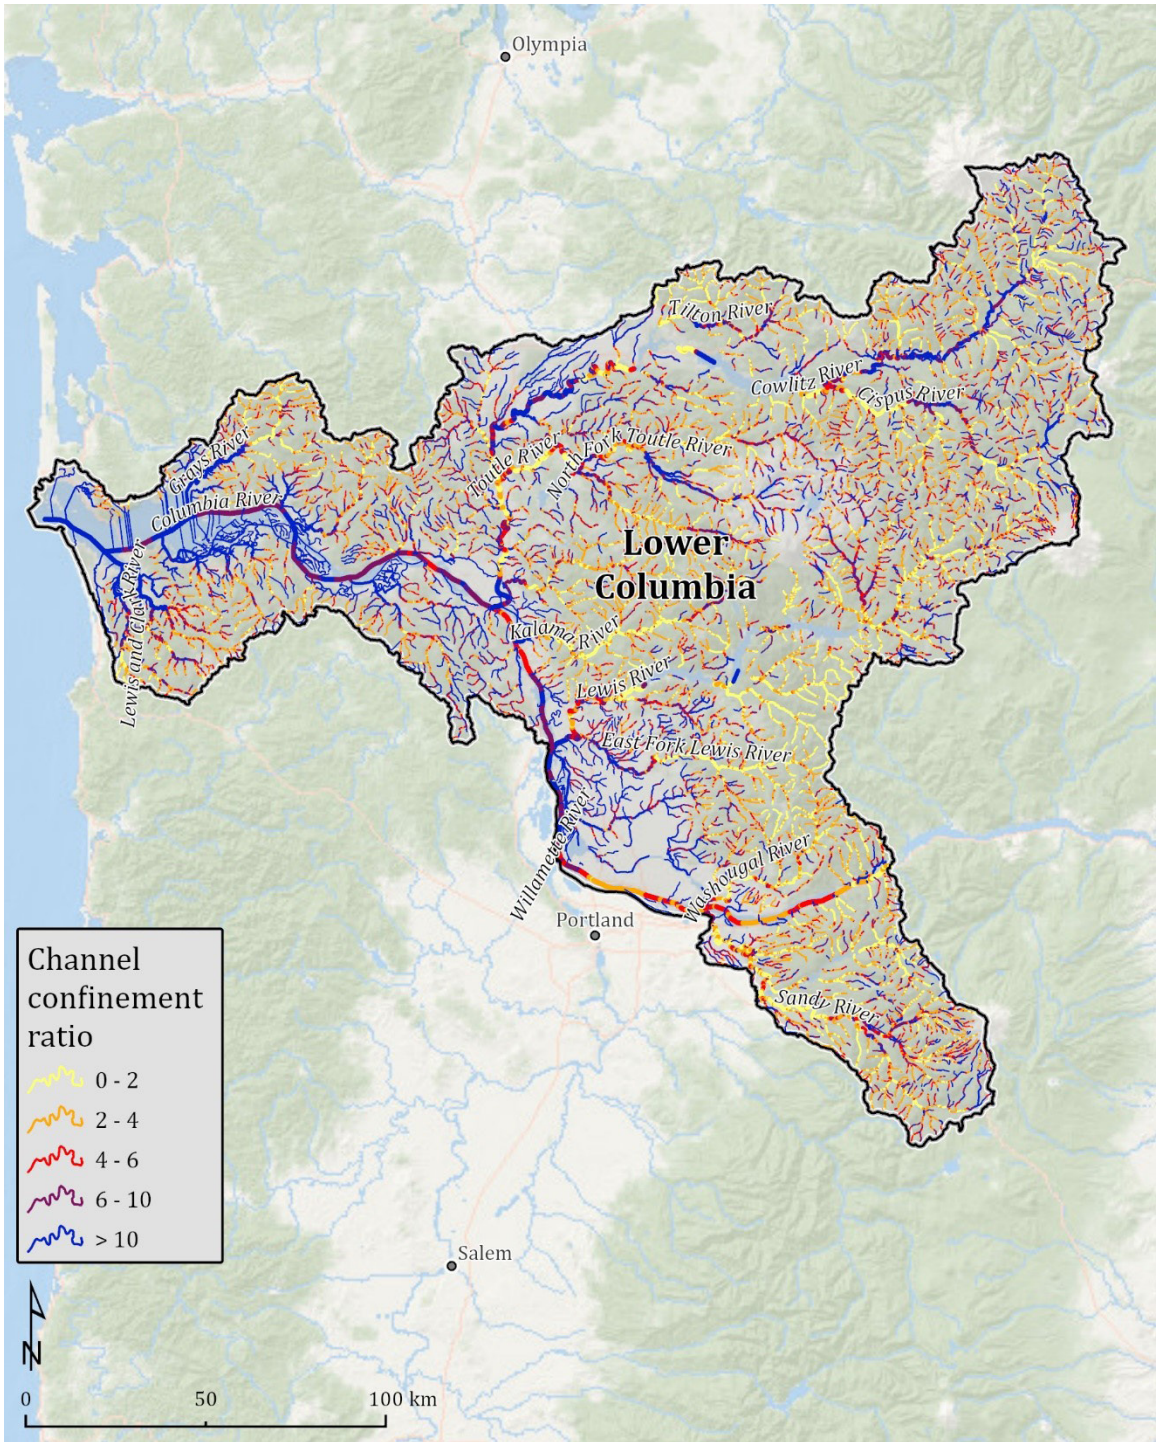 Olympia
Tilton River
Cowlitz River
Cispus River
Grays River
Toutle River
North Fork Toutle River
Columbia River
Lower
Columbia
Lewis and Clark River
Kalama River
Lewis River
East Fork Lewis River
Willamette River
Washougal River
Portland
Sandy River
Channel
confinement
ratio
0 - 2
2 - 4
4 - 6
6 - 10
> 10
Salem
N
0 50 100 km